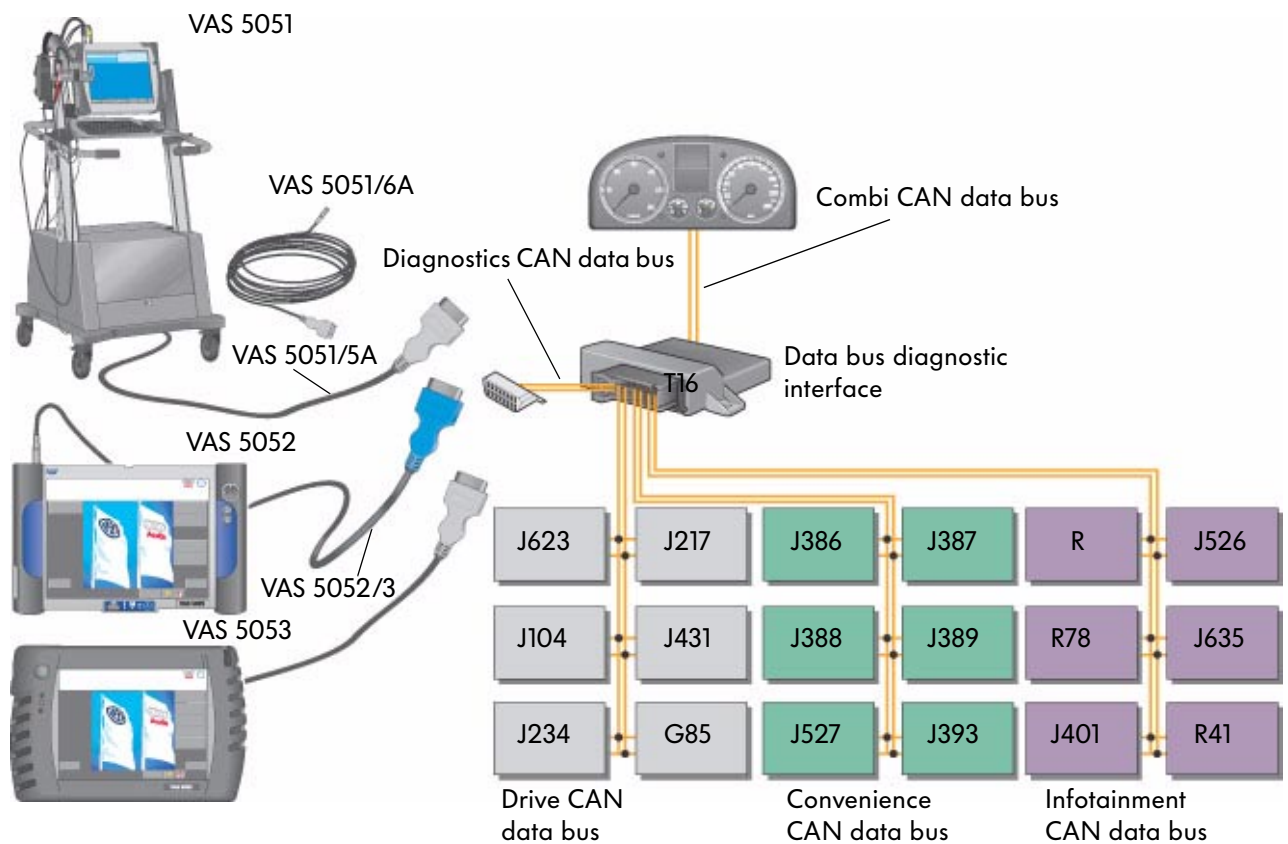 VAS 5051
VAS 5051/6A
Combi CAN data bus
Diagnostics CAN data bus
VAS 5051/5A
Data bus diagnostic
interface
T16
VAS 5052
VAS 5052/3
VAS 5053
J623
J217
J386
J387
R
J526
J104
J431
J388
J389
R78
J635
J234
G85
J527
J393
J401
R41
Drive CAN
data bus
Convenience
CAN data bus
Infotainment
CAN data bus